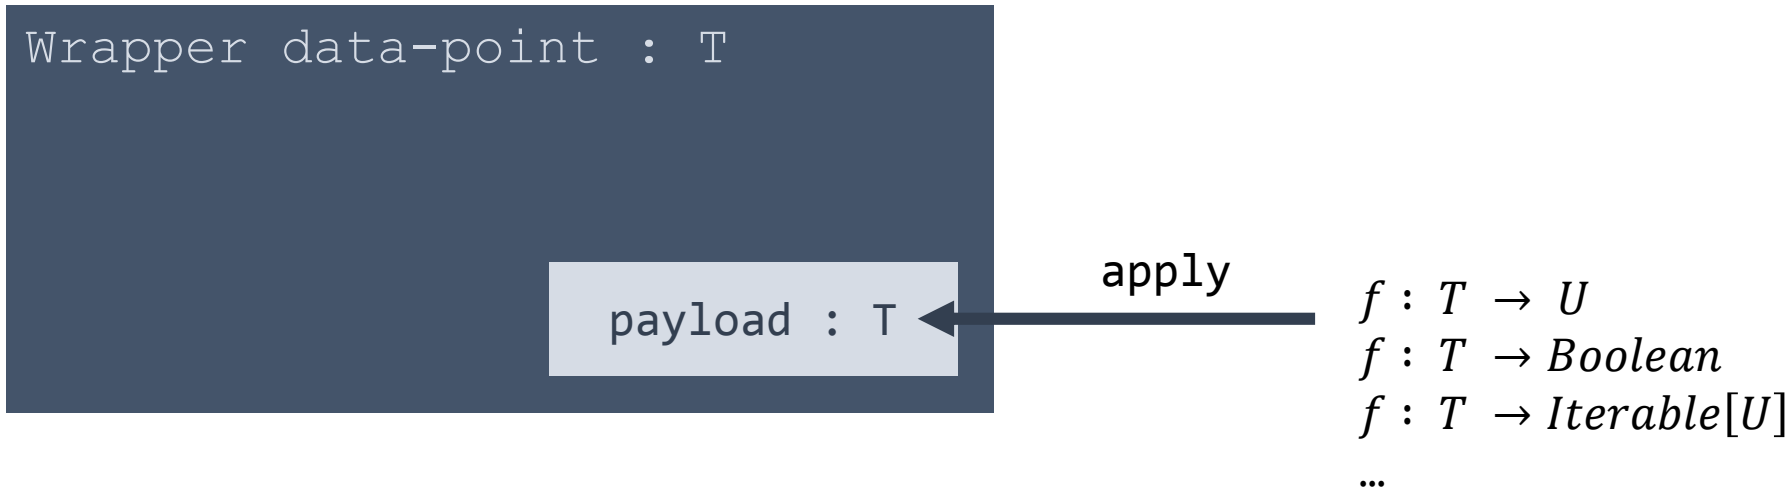 Wrapper data-point : T
payload : T
apply
f : T → U
f : T → Boolean
f : T → Iterable[U]
…